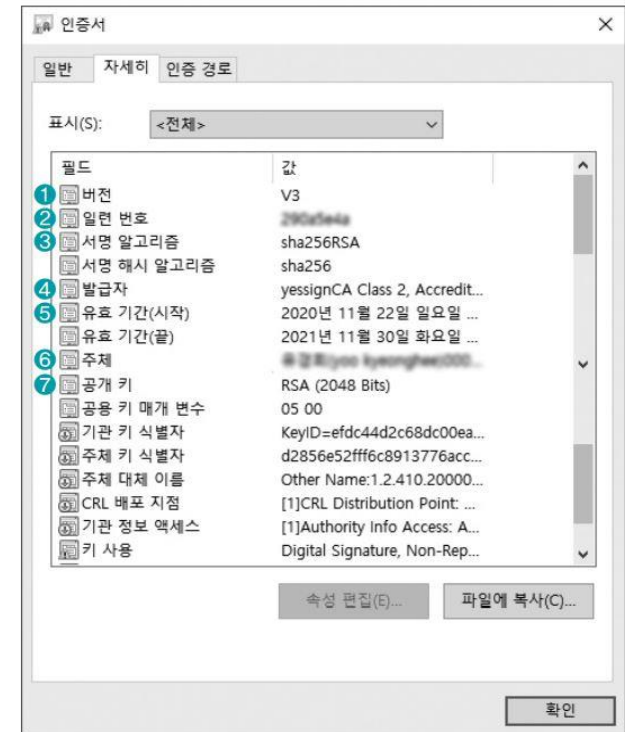 인증서
일반 자세히 인증 경로
표시(S): <전체>
필드 값
1 버전 V3
2 일련 번호
3 서명 알고리즘 sha256RSA
서명 해시 알고리즘 sha256
4 발급자 yessignCA Class 2, Accredit...
5 유효 기간(시작) 2020년 11월 22일 일요일 ...
유효 기간(끝) 2021년 11월 30일 화요일 ...
6 주체
7 공개 키 RSA (2048 Bits)
공용 키 매개 변수 05 00
기관 키 식별자 KeyID=efdc44d2c68dc00ea...
주체 키 식별자 d2856e52fff6c8913776acc...
주체 대체 이름 Other Name:1.2.410.20000...
CRL 배포 지점 [1]CRL Distribution Point: ...
기관 정보 액세스 [1]Authority Info Access: A...
키 사용 Digital Signature, Non-Rep...
속성 편집(E)... 파일에 복사(C)...
확인